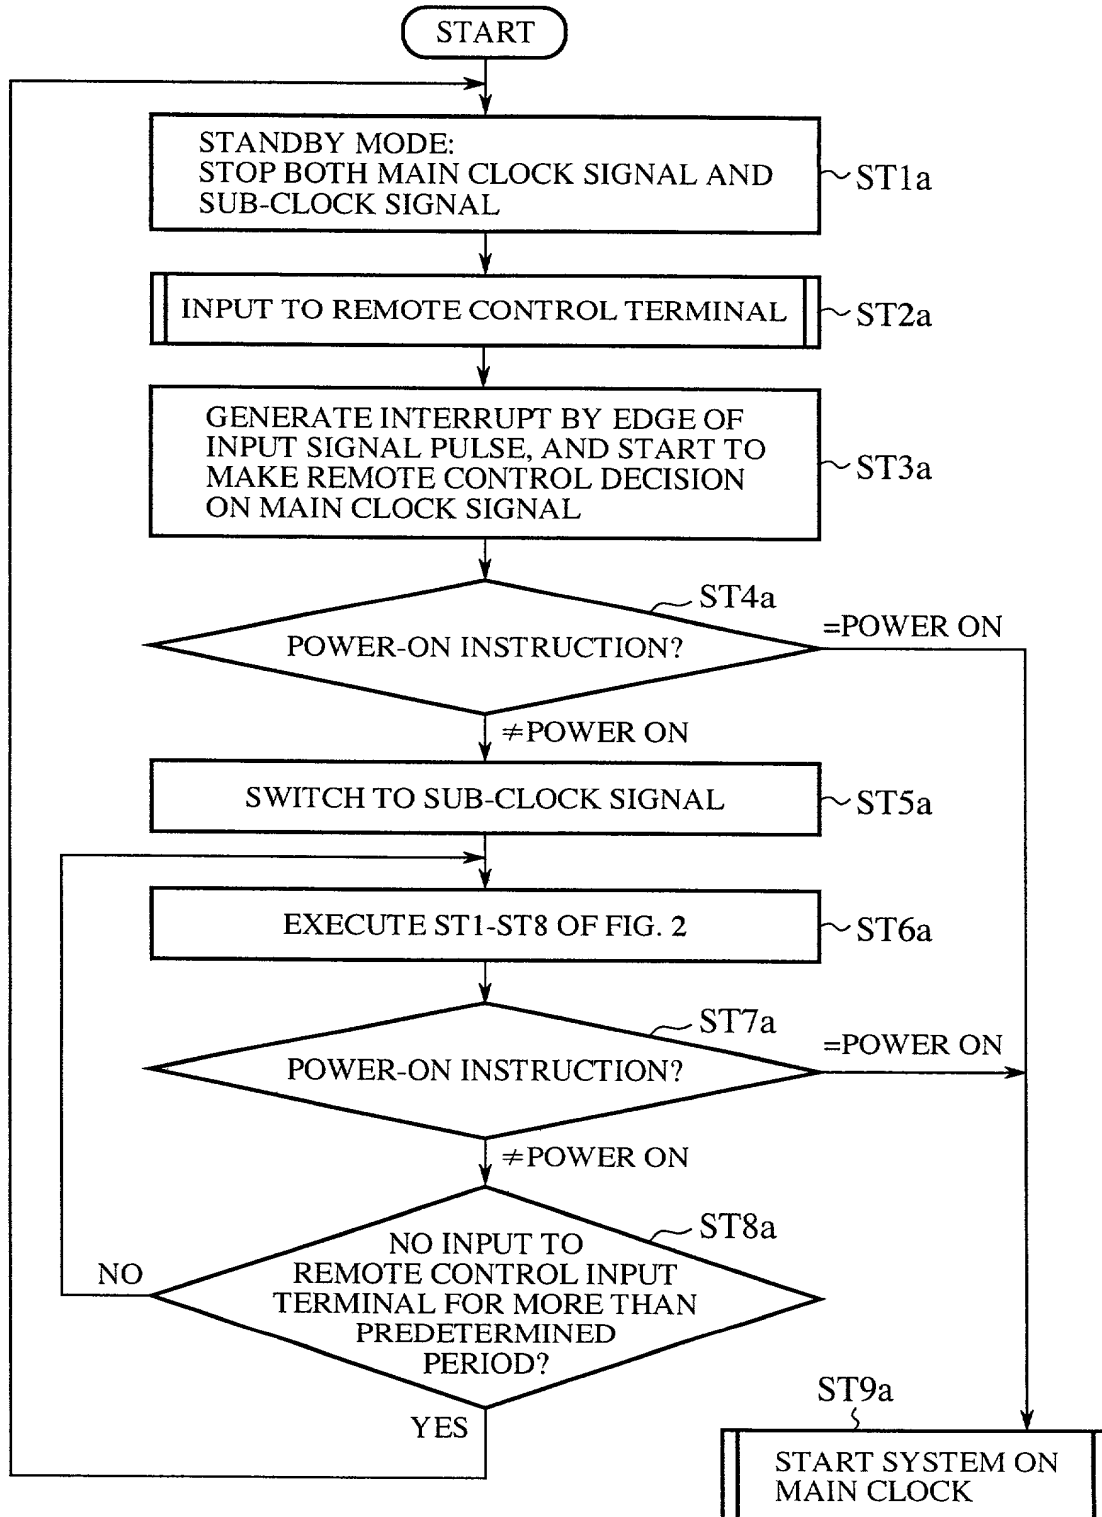 START
STANDBY MODE:
STOP BOTH MAIN CLOCK SIGNAL AND
SUB-CLOCK SIGNAL
ST1a
INPUT TO REMOTE CONTROL TERMINAL
ST2a
GENERATE INTERRUPT BY EDGE OF
INPUT SIGNAL PULSE, AND START TO
MAKE REMOTE CONTROL DECISION
ON MAIN CLOCK SIGNAL
ST3a
ST4a
POWER-ON INSTRUCTION?
=POWER ON
≠POWER ON
SWITCH TO SUB-CLOCK SIGNAL
ST5a
EXECUTE ST1-ST8 OF FIG. 2
ST6a
ST7a
POWER-ON INSTRUCTION?
=POWER ON
≠POWER ON
ST8a
NO INPUT TO
REMOTE CONTROL INPUT
TERMINAL FOR MORE THAN
PREDETERMINED
PERIOD?
NO
YES
ST9a
START SYSTEM ON
MAIN CLOCK